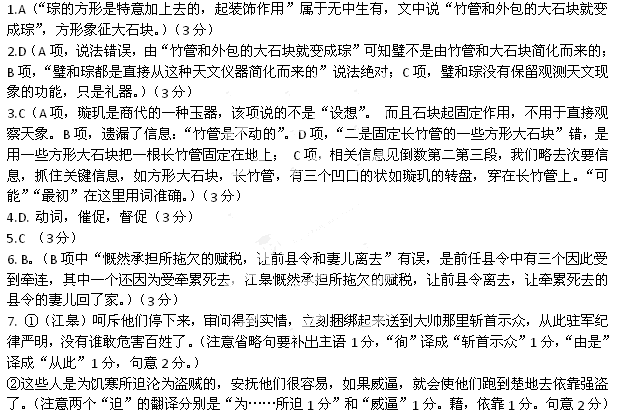 1.A（“琮的方形是特意加上去的，起装饰作用”属于无中生有，文中说“竹管和外包的大石块就变
成琮”，方形象征大石块。）（3 分）
2.D（A 项，说法错误，由“竹管和外包的大石块就变成琮”可知璧不是由竹管和大石块简化而来的；
B 项，“璧和琮都是直接从这种天文仪器简化而来的”说法绝对；C 项，璧和琮没有保留观测天文现
象的功能，只是礼器。）（3 分）
3.C（A 项，璇玑是商代的一种玉器，该项说的不是“设想”。 而且石块起固定作用，不用于直接观
察天象。B 项，遗漏了信息：“竹管是不动的”。D 项，“二是固定长竹管的一些方形大石块”错，是
用一些方形大石块把一根长竹管固定在地上； C 项，相关信息见倒数第二第三段，我们略去次要信
息，抓住关键信息，如方形大石块，长竹管，有三个凹口的状如璇玑的转盘，穿在长竹管上。“可
能”“最初”在这里用词准确。）（3 分）
4.D. 动词，催促，督促（3 分）
5.C （3 分）
6. B。（B 项中“慨然承担所拖欠的赋税，让前县令和妻儿离去”有误，是前任县令中有三个因此受
到牵连，其中一个还因为受牵累死去，江皋慨然承担所拖欠的赋税，让前县令离去，让牵累死去的
县令的妻儿回了家。）（3 分）
7. ①（江皋）呵斥他们停下来，审问得到实情，立刻捆绑起来送到大帅那里斩首示众，从此驻军纪
律严明，没有谁敢危害百姓了。（注意省略句要补出主语 1 分，“徇”译成“斩首示众”1 分，“由是”
译成“从此”1 分，句意 2 分。）
②这些人是为饥寒所迫沦为盗贼的，安抚他们很容易，如果威逼，就会使他们跑到楚地去依靠强盗
了。（注意两个“迫”的翻译分别是“为……所迫 1 分”和“威逼”1 分。藉，依靠 1 分。句意 2 分）